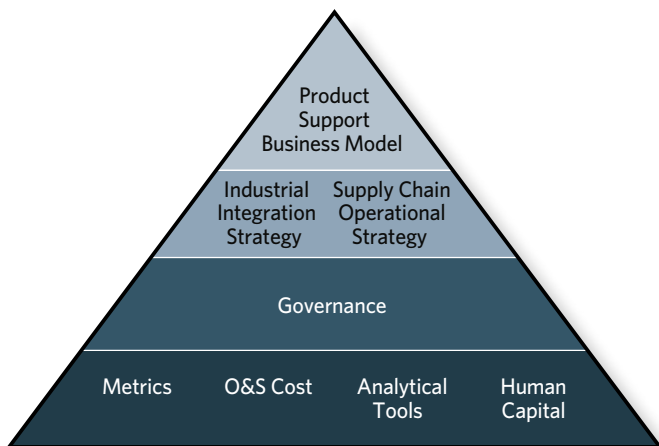 Product
Support
Business Model
Industrial
Integration
Strategy
Supply Chain
Operational
Strategy
Governance
Metrics
O&S Cost
Analytical
Tools
Human
Capital